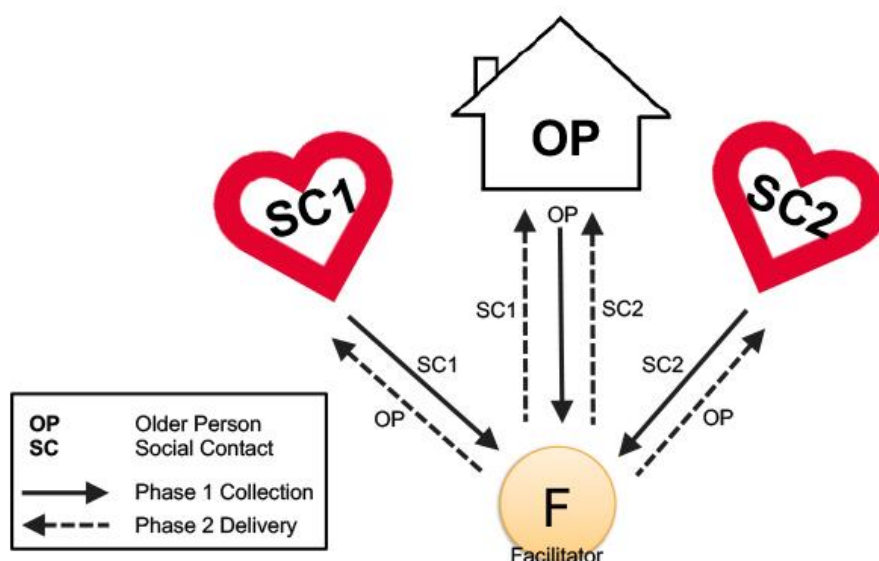 OP
SC1
SC2
OP
SC1
SC2
SC1
SC2
OP
OP
OP Older Person
SC Social Contact
Phase 1 Collection
Phase 2 Delivery
F
Facilitator